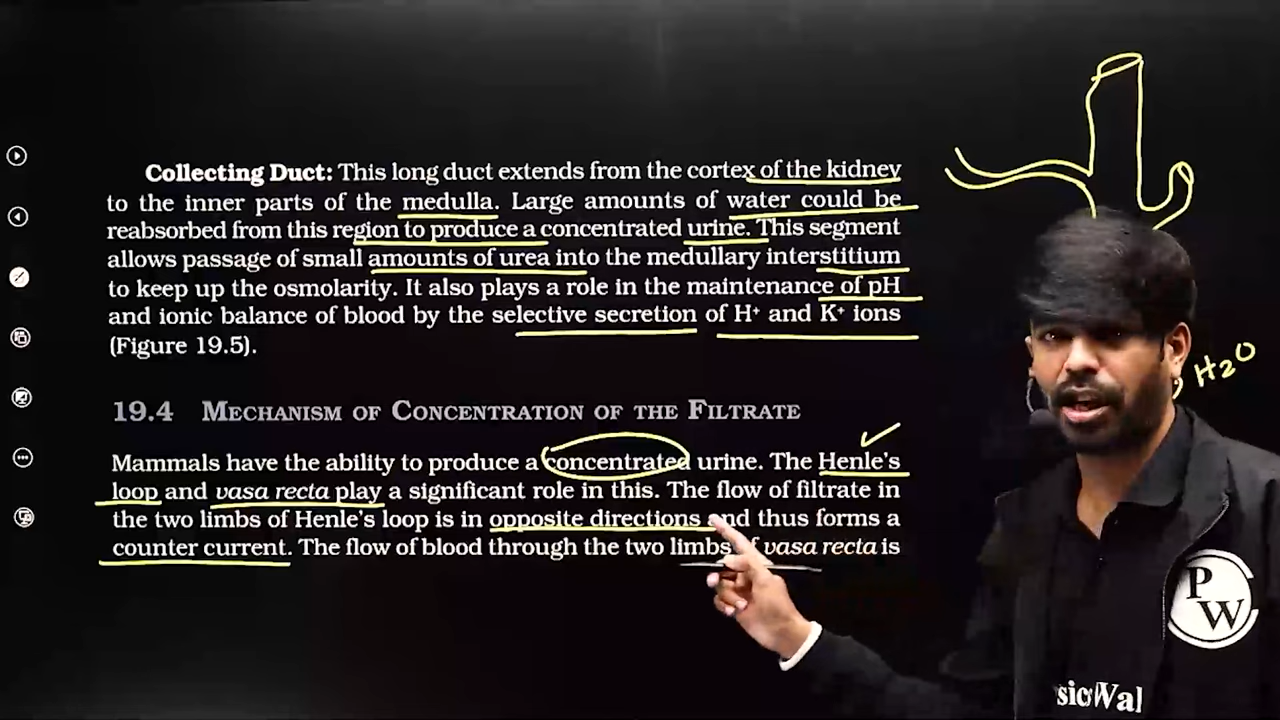 Collecting Duct: This long duct extends from the cortex of the kidney
to the inner parts of the medulla. Large amounts of water could be
reabsorbed from this region to produce a concentrated urine. This segment
allows passage of small amounts of urea into the medullary interstitium
to keep up the osmolarity. It also plays a role in the maintenance of pH
and ionic balance of blood by the selective secretion of H⁺ and K⁺ ions
(Figure 19.5).
H2O
19.4 MECHANISM OF CONCENTRATION OF THE FILTRATE
Mammals have the ability to produce a concentrated urine. The Henle's
loop and vasa recta play a significant role in this. The flow of filtrate in
the two limbs of Henle's loop is in opposite directions and thus forms a
counter current. The flow of blood through the two limbs of vasa recta is
P
W